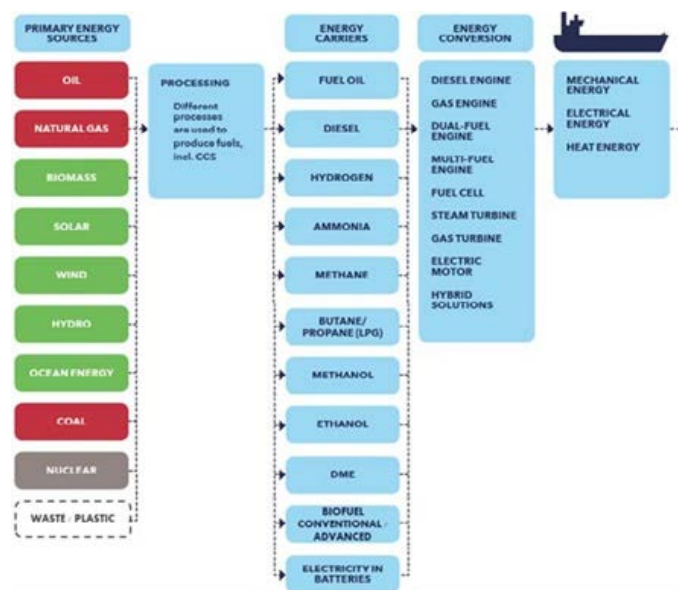 PRIMARY ENERGY
SOURCES
OIL
NATURAL GAS
BIOMASS
SOLAR
WIND
HYDRO
OCEAN ENERGY
COAL
NUCLEAR
WASTE / PLASTIC
PROCESSING
Different
processes
are used to
produce fuels,
incl. CCS
ENERGY
CARRIERS
FUEL OIL
DIESEL
HYDROGEN
AMMONIA
METHANE
BUTANE/
PROPANE (LPG)
METHANOL
ETHANOL
DME
BIOFUEL
CONVENTIONAL /
ADVANCED
ELECTRICITY IN
BATTERIES
ENERGY
CONVERSION
DIESEL ENGINE
GAS ENGINE
DUAL-FUEL
ENGINE
MULTI-FUEL
ENGINE
FUEL CELL
STEAM TURBINE
GAS TURBINE
ELECTRIC
MOTOR
HYBRID
SOLUTIONS
MECHANICAL
ENERGY
ELECTRICAL
ENERGY
HEAT ENERGY